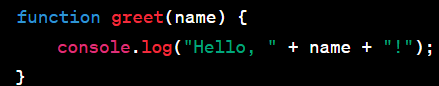 function greet(name) {
    console.log("Hello, " + name + "!");
}